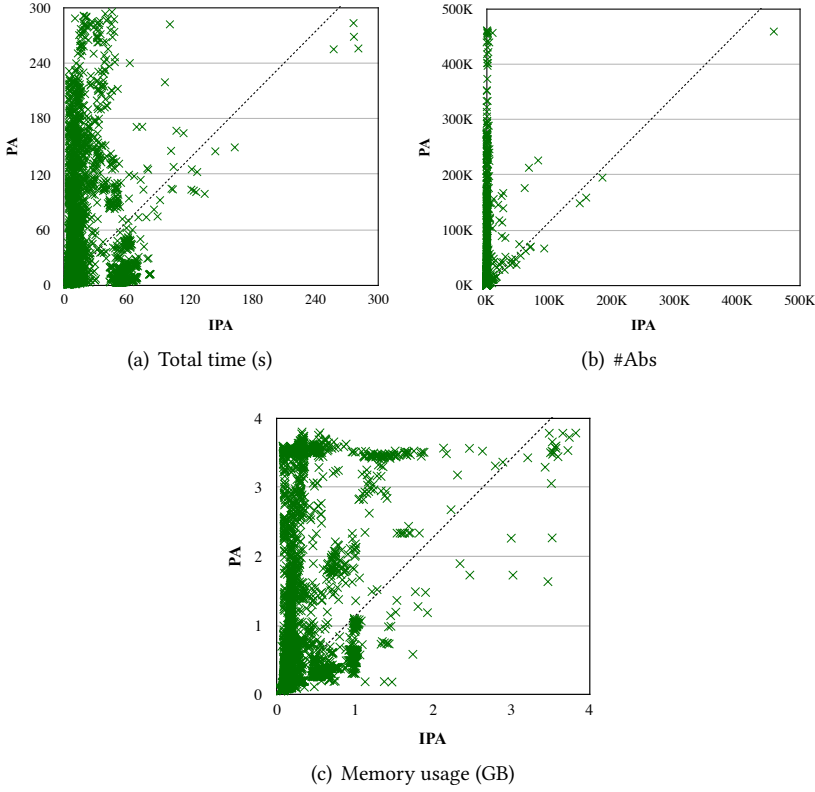 300
240
180
120
60
0
PA
0 60 120 180 240 300
IPA
(a) Total time (s)
500K
400K
300K
200K
100K
0K
PA
0K 100K 200K 300K 400K 500K
IPA
(b) #Abs
4
3
2
1
0
PA
0 1 2 3 4
IPA
(c) Memory usage (GB)